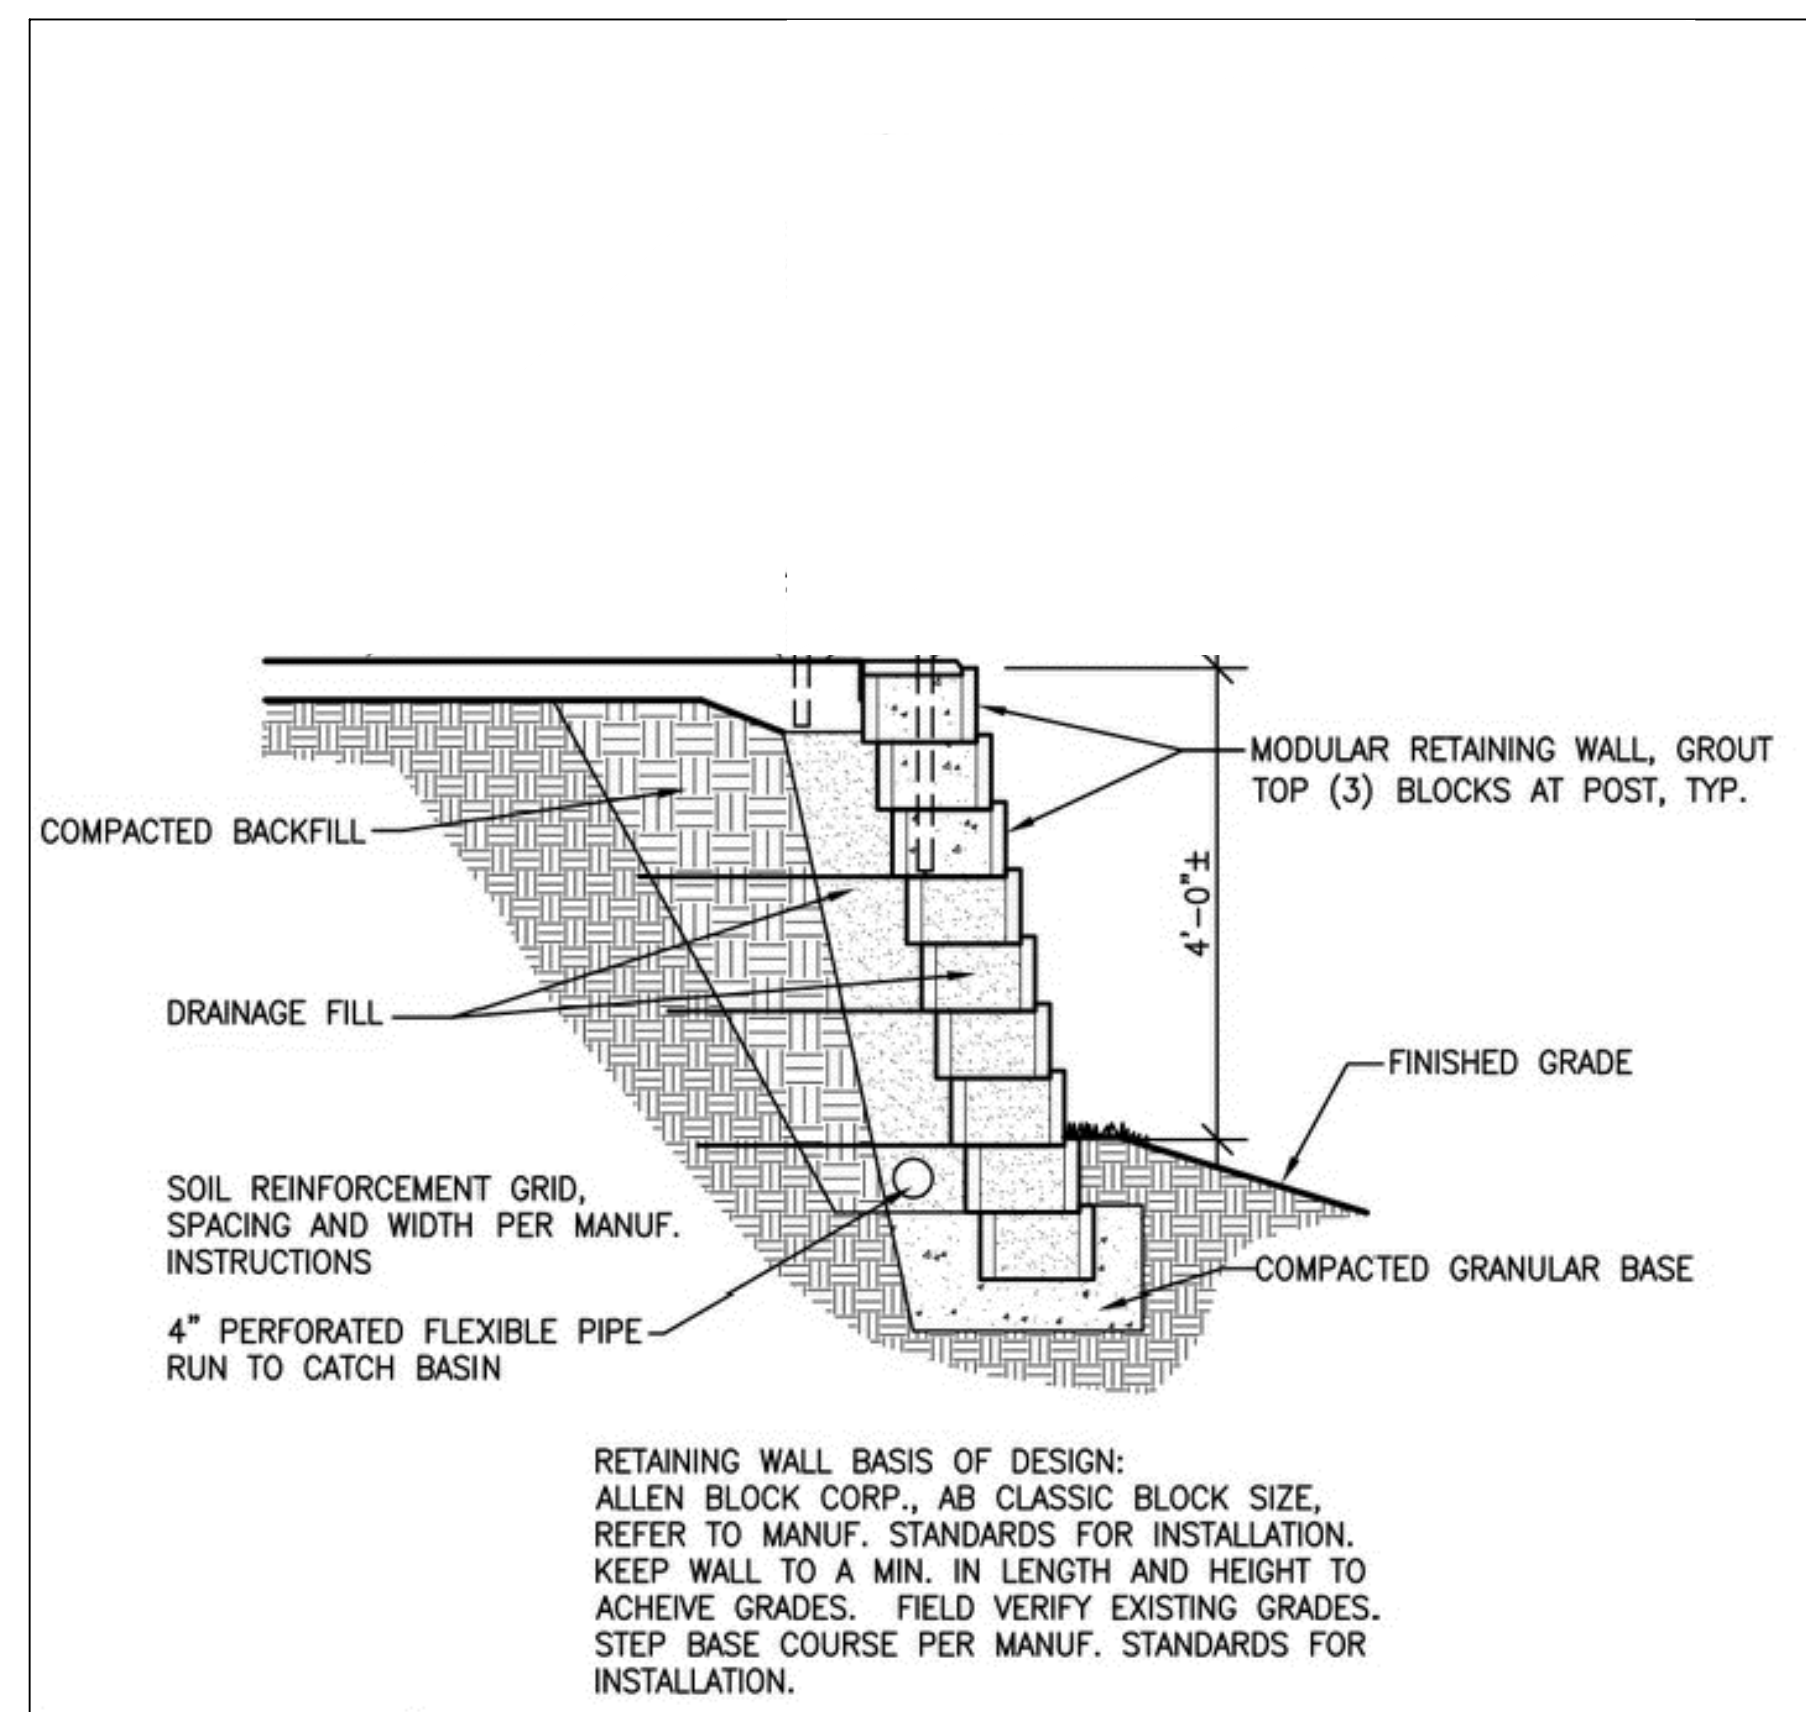 MODULAR RETAINING WALL, GROUT
TOP (3) BLOCKS AT POST, TYP.
COMPACTED BACKFILL
4'-0"±
DRAINAGE FILL
FINISHED GRADE
SOIL REINFORCEMENT GRID,
SPACING AND WIDTH PER MANUF.
INSTRUCTIONS
COMPACTED GRANULAR BASE
4" PERFORATED FLEXIBLE PIPE
RUN TO CATCH BASIN
RETAINING WALL BASIS OF DESIGN:
ALLEN BLOCK CORP., AB CLASSIC BLOCK SIZE,
REFER TO MANUF. STANDARDS FOR INSTALLATION.
KEEP WALL TO A MIN. IN LENGTH AND HEIGHT TO
ACHEIVE GRADES. FIELD VERIFY EXISTING GRADES.
STEP BASE COURSE PER MANUF. STANDARDS FOR
INSTALLATION.